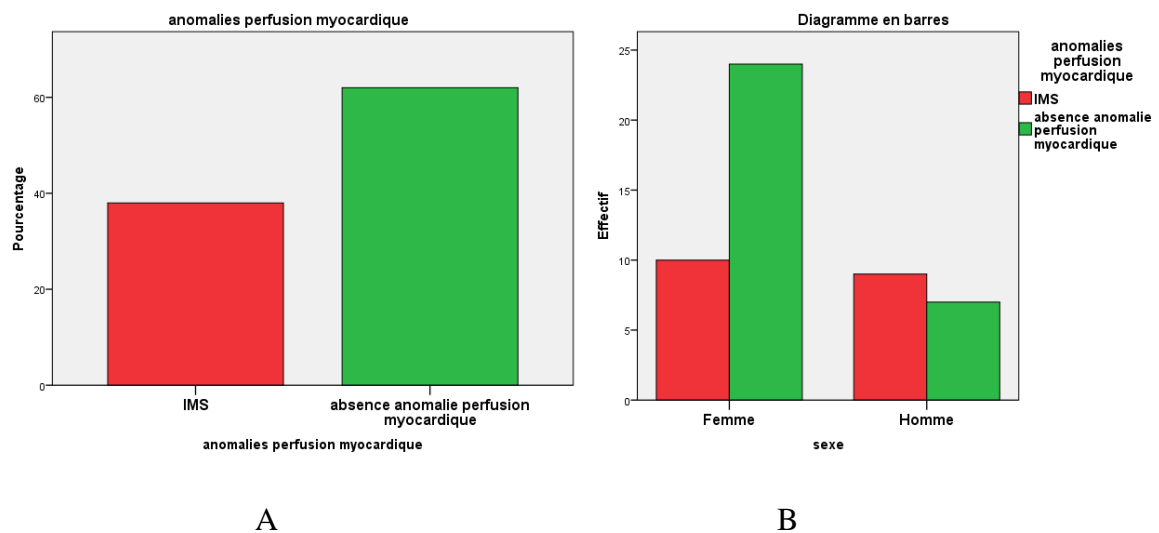 anomalies perfusion myocardique
Pourcentage
60
40
20
0
IMS
absence anomalie perfusion
myocardique
anomalies perfusion myocardique
A
Diagramme en barres
Effectif
25
20
15
10
5
0
Femme
Homme
sexe
anomalies
perfusion
myocardique
IMS
absence anomalie
perfusion
myocardique
B